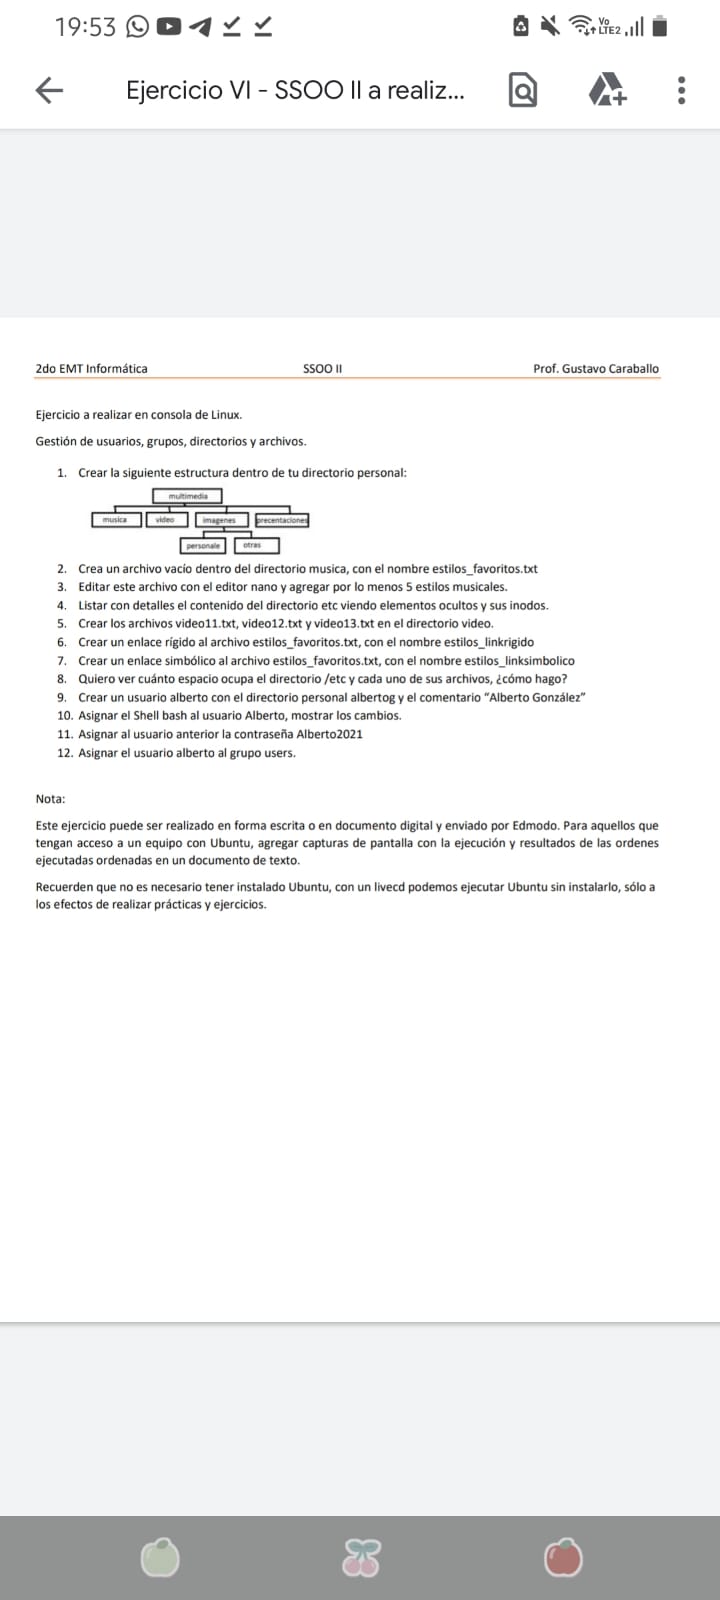 19:53
Vo
LTE2
Ejercicio VI - SSOO II a realiz...
2do EMT Informática SSOO II Prof. Gustavo Caraballo
Ejercicio a realizar en consola de Linux.
Gestión de usuarios, grupos, directorios y archivos.
1. Crear la siguiente estructura dentro de tu directorio personal:
multimedia
musica video imagenes precentaciones
personale otras
2. Crea un archivo vacío dentro del directorio musica, con el nombre estilos_favoritos.txt
3. Editar este archivo con el editor nano y agregar por lo menos 5 estilos musicales.
4. Listar con detalles el contenido del directorio etc viendo elementos ocultos y sus inodos.
5. Crear los archivos video11.txt, video12.txt y video13.txt en el directorio video.
6. Crear un enlace rígido al archivo estilos_favoritos.txt, con el nombre estilos_linkrigido
7. Crear un enlace simbólico al archivo estilos_favoritos.txt, con el nombre estilos_linksimbolico
8. Quiero ver cuánto espacio ocupa el directorio /etc y cada uno de sus archivos, ¿cómo hago?
9. Crear un usuario alberto con el directorio personal albertog y el comentario “Alberto González”
10. Asignar el Shell bash al usuario Alberto, mostrar los cambios.
11. Asignar al usuario anterior la contraseña Alberto2021
12. Asignar el usuario alberto al grupo users.
Nota:
Este ejercicio puede ser realizado en forma escrita o en documento digital y enviado por Edmodo. Para aquellos que
tengan acceso a un equipo con Ubuntu, agregar capturas de pantalla con la ejecución y resultados de las ordenes
ejecutadas ordenadas en un documento de texto.
Recuerden que no es necesario tener instalado Ubuntu, con un livecd podemos ejecutar Ubuntu sin instalarlo, sólo a
los efectos de realizar prácticas y ejercicios.